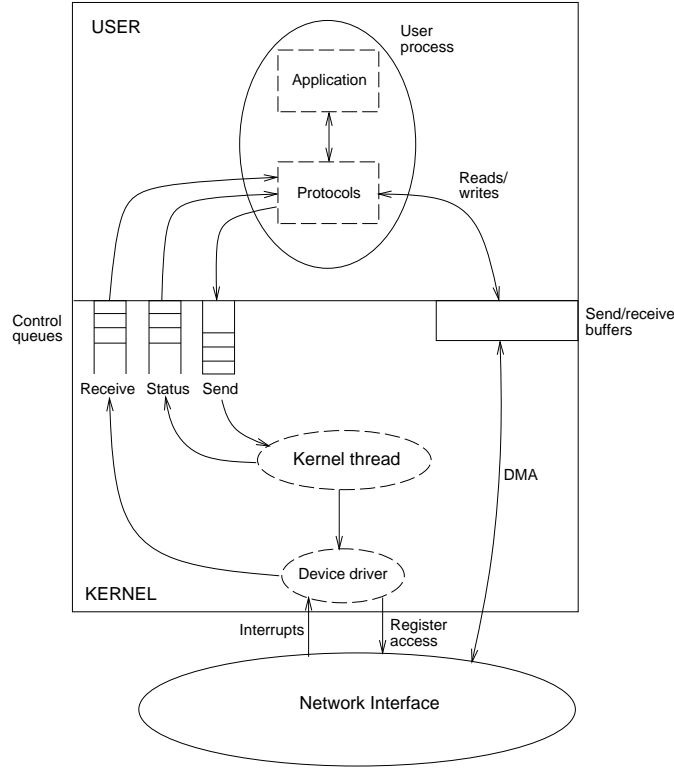 USER
User
process
Application
Protocols
Reads/
writes
Control
queues
Send/receive
buffers
Receive
Status
Send
Kernel thread
DMA
Device driver
KERNEL
Interrupts
Register
access
Network Interface